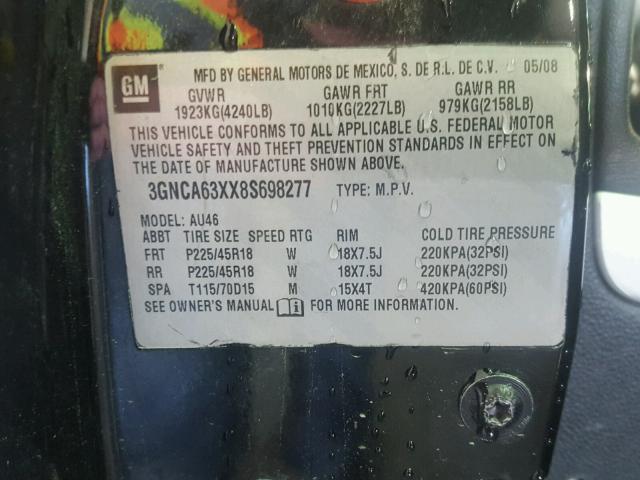 GM MFD BY GENERAL MOTORS DE MEXICO, S. DE R.L. DE C.V. 05/08
GVWR GAWR FRT GAWR RR
1923KG(4240LB) 1010KG(2227LB) 979KG(2158LB)
THIS VEHICLE CONFORMS TO ALL APPLICABLE U.S. FEDERAL MOTOR
VEHICLE SAFETY AND THEFT PREVENTION STANDARDS IN EFFECT ON
THE DATE OF MANUFACTURE SHOWN ABOVE.
3GNCA63XX8S698277 TYPE: M.P.V.
MODEL: AU46
ABBT TIRE SIZE SPEED RTG RIM COLD TIRE PRESSURE
FRT P225/45R18 W 18X7.5J 220KPA(32PSI)
RR P225/45R18 W 18X7.5J 220KPA(32PSI)
SPA T115/70D15 M 15X4T 420KPA(60PSI)
SEE OWNER'S MANUAL FOR MORE INFORMATION.